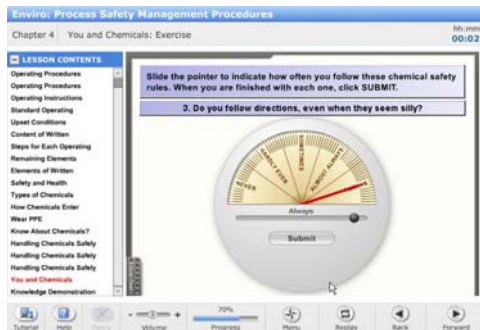 Enviro: Process Safety Management Procedures
Chapter 4 You and Chemicals: Exercise
hh:mm
00:02
LESSON CONTENTS
Operating Procedures
Operating Procedures
Operating Instructions
Standard Operating
Upset Conditions
Content of Written
Steps for Each Operating
Remaining Elements
Elements of Written
Safety and Health
Types of Chemicals
How Chemicals Enter
Wear PPE
Know About Chemicals?
Handling Chemicals Safely
Handling Chemicals Safely
Handling Chemicals Safely
You and Chemicals
Knowledge Demonstration
Slide the pointer to indicate how often you follow these chemical safety
rules. When you are finished with each one, click SUBMIT.
3. Do you follow directions, even when they seem silly?
NEVER
HARDLY EVER
SOMETIMES
ALMOST ALWAYS
Always
Submit
Tutorial
Help
- +
Volume
70%
Progress
Menu
Replay
Back
Forward